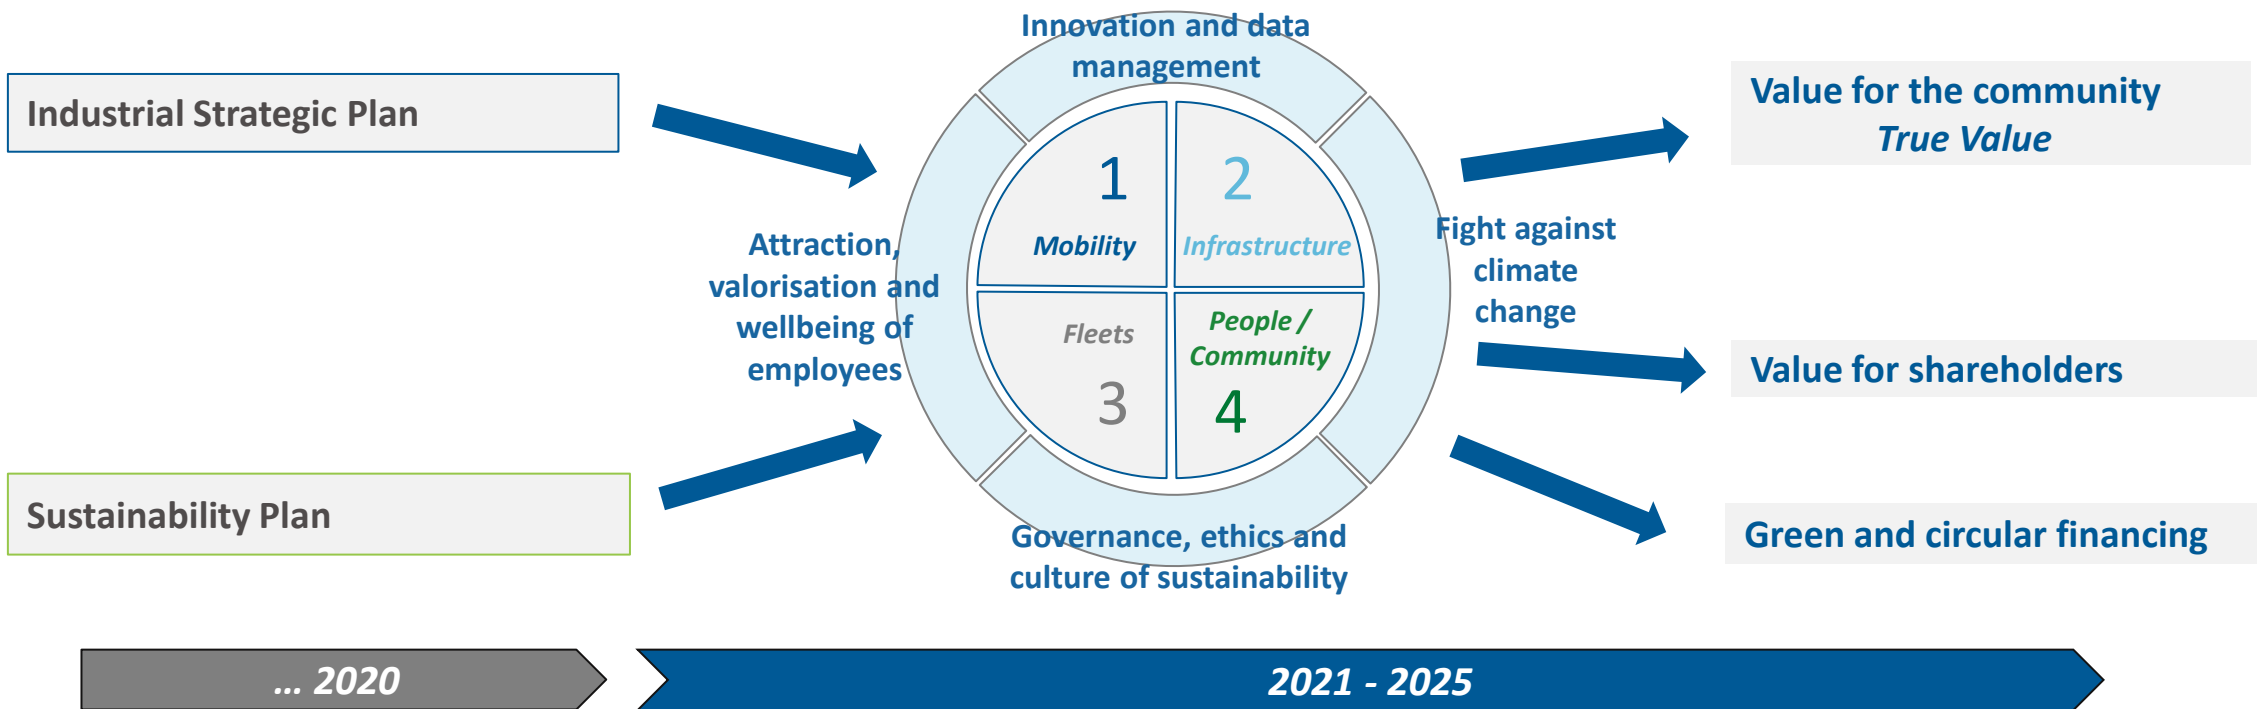 Industrial Strategic Plan
Sustainability Plan
Innovation and data
management
Attraction,
valorisation and
wellbeing of
employees
1
Mobility
2
Infrastructure
Fleets
3
People /
Community
4
Fight against
climate
change
Governance, ethics and
culture of sustainability
Value for the community
True Value
Value for shareholders
Green and circular financing
... 2020
2021 - 2025